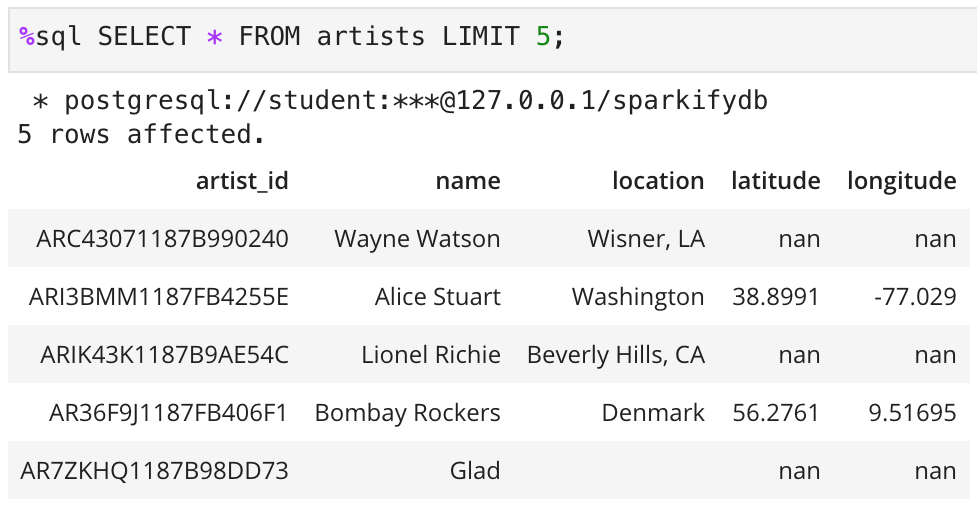 %sql SELECT * FROM artists LIMIT 5;
* postgresql://student:***@127.0.0.1/sparkifydb
5 rows affected.
artist_id name location latitude longitude
ARC43071187B990240 Wayne Watson Wisner, LA nan nan
ARI3BMM1187FB4255E Alice Stuart Washington 38.8991 -77.029
ARIK43K1187B9AE54C Lionel Richie Beverly Hills, CA nan nan
AR36F9J1187FB406F1 Bombay Rockers Denmark 56.2761 9.51695
AR7ZKHQ1187B98DD73 Glad nan nan